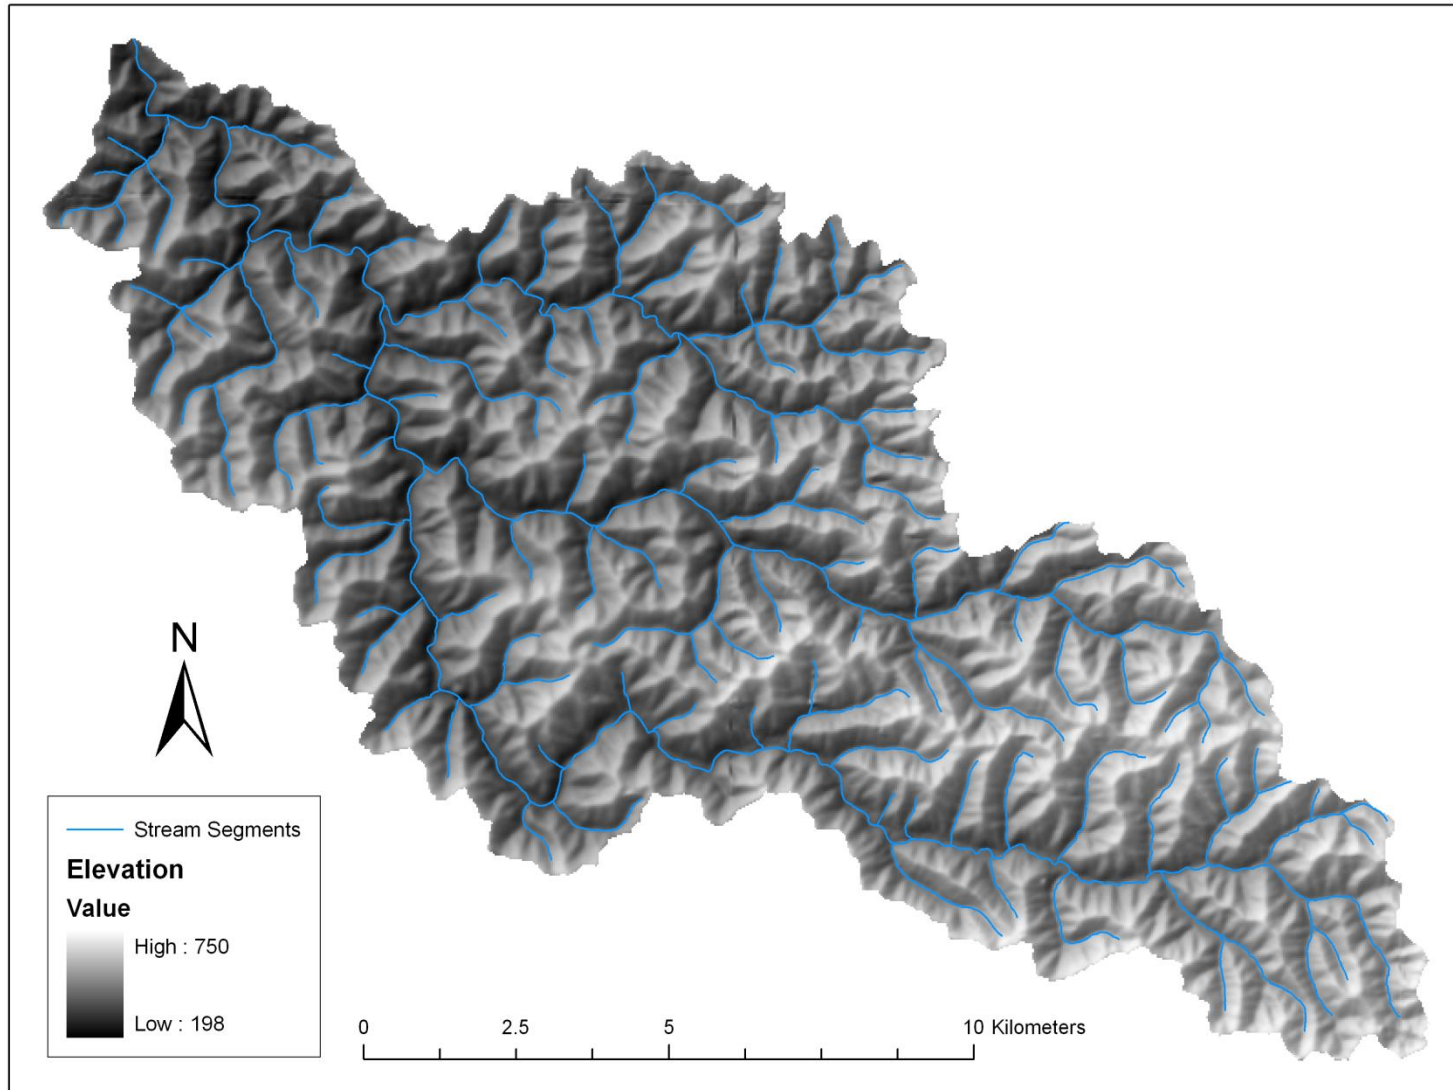 N
Stream Segments
Elevation
Value
High : 750
Low : 198
0 2.5 5 10 Kilometers